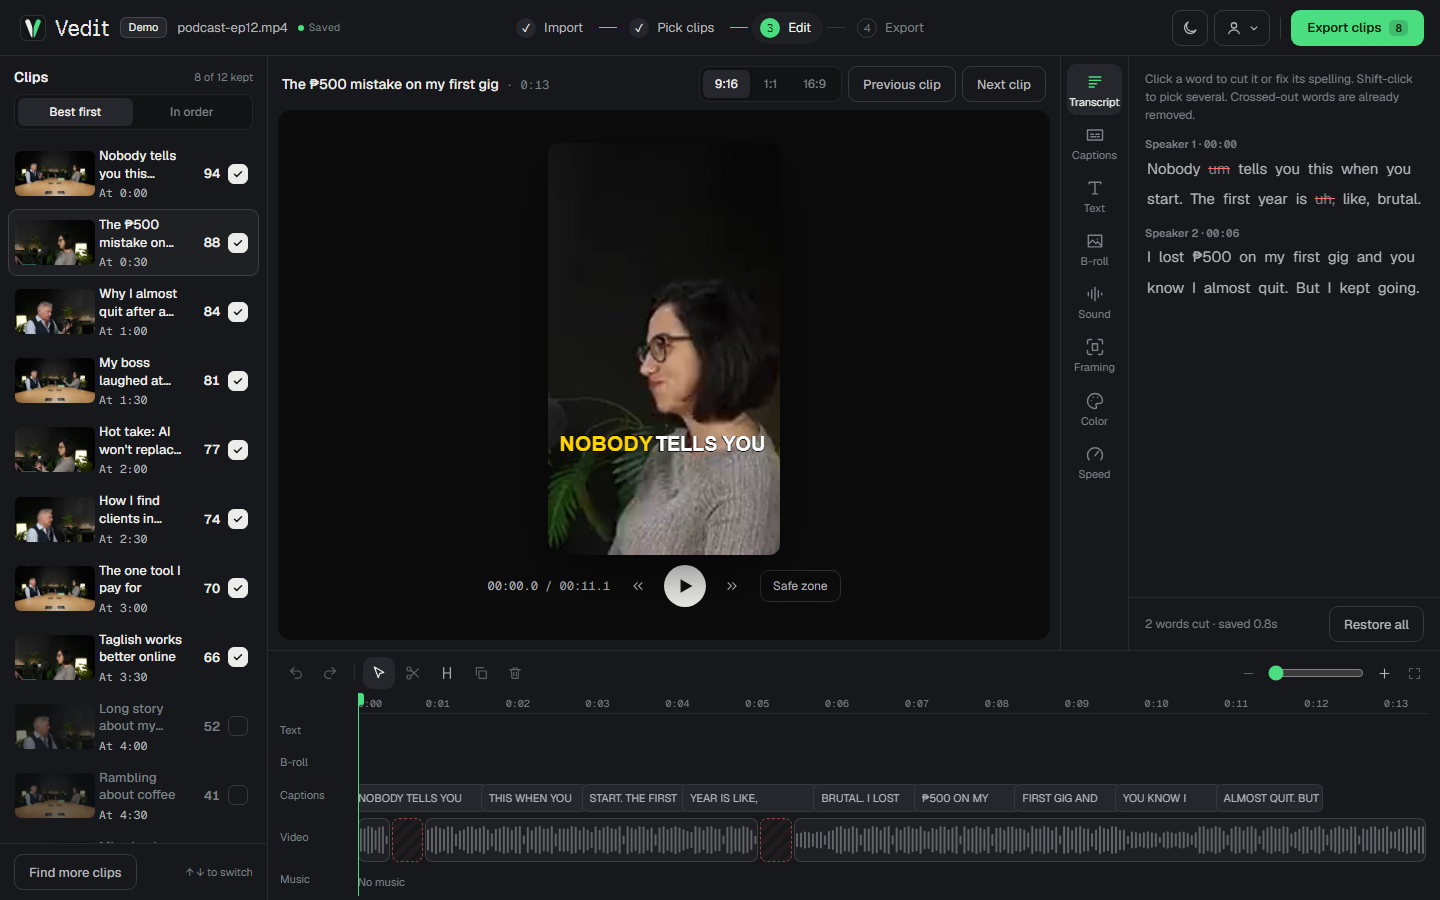 Vedit Demo podcast-ep12.mp4 Saved
Import Pick clips 3 Edit 4 Export
Export clips 8
Clips 8 of 12 kept
Best first In order
Nobody tells
you this...
At 0:00
94
The ₱500
mistake on...
At 0:30
88
Why I almost
quit after a...
At 1:00
84
My boss
laughed at...
At 1:30
81
Hot take: AI
won't replac...
At 2:00
77
How I find
clients in...
At 2:30
74
The one tool I
pay for
At 3:00
70
Taglish works
better online
At 3:30
66
Long story
about my...
At 4:00
52
Rambling
about coffee
At 4:30
41
Find more clips ↑↓ to switch
The ₱500 mistake on my first gig · 0:13
9:16 1:1 16:9 Previous clip Next clip
NOBODY TELLS YOU
00:00.0 / 00:11.1 Safe zone
Transcript
Captions
Text
B-roll
Sound
Framing
Color
Speed
Click a word to cut it or fix its spelling. Shift-click
to pick several. Crossed-out words are already
removed.
Speaker 1 · 00:00
Nobody um tells you this when you
start. The first year is uh, like, brutal.
Speaker 2 · 00:06
I lost ₱500 on my first gig and you
know I almost quit. But I kept going.
2 words cut · saved 0.8s Restore all
:00 0:01 0:02 0:03 0:04 0:05 0:06 0:07 0:08 0:09 0:10 0:11 0:12 0:13
Text
B-roll
Captions NOBODY TELLS YOU THIS WHEN YOU START. THE FIRST YEAR IS LIKE, BRUTAL. I LOST ₱500 ON MY FIRST GIG AND YOU KNOW I ALMOST QUIT. BUT
Video
Music No music